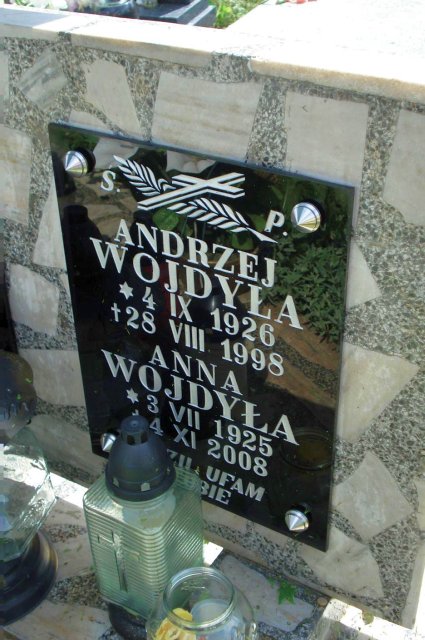 Ś. P.
ANDRZEJ
WOJDYŁA
* 4 IX 1926
† 28 VIII 1998
ANNA
WOJDYŁA
* 3 VII 1925
4 XI 2008
UFAM